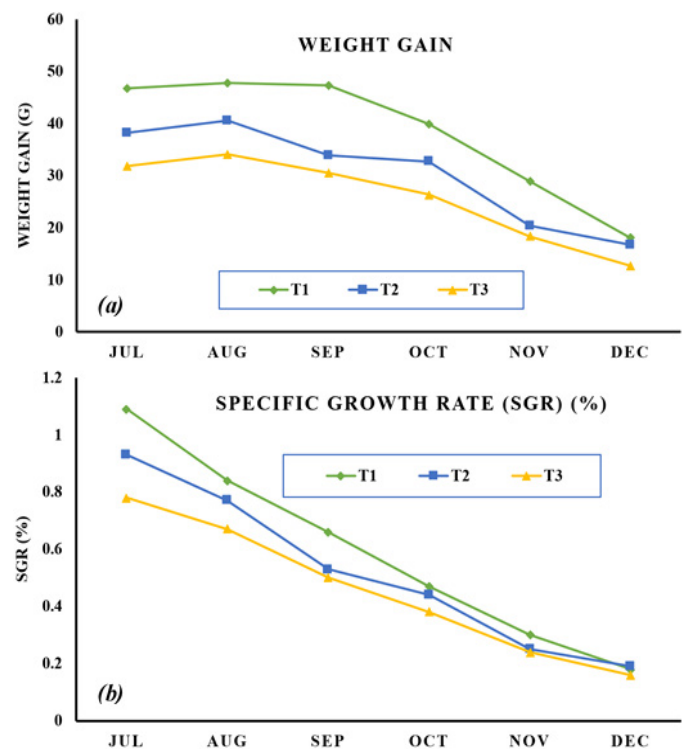 60
WEIGHT GAIN
50
40
30
20
10
0
WEIGHT GAIN (G)
T1 T2 T3
(a)
JUL AUG SEP OCT NOV DEC
1.2
SPECIFIC GROWTH RATE (SGR) (%)
1
T1 T2 T3
0.8
0.6
0.4
0.2
0
SGR (%)
(b)
JUL AUG SEP OCT NOV DEC